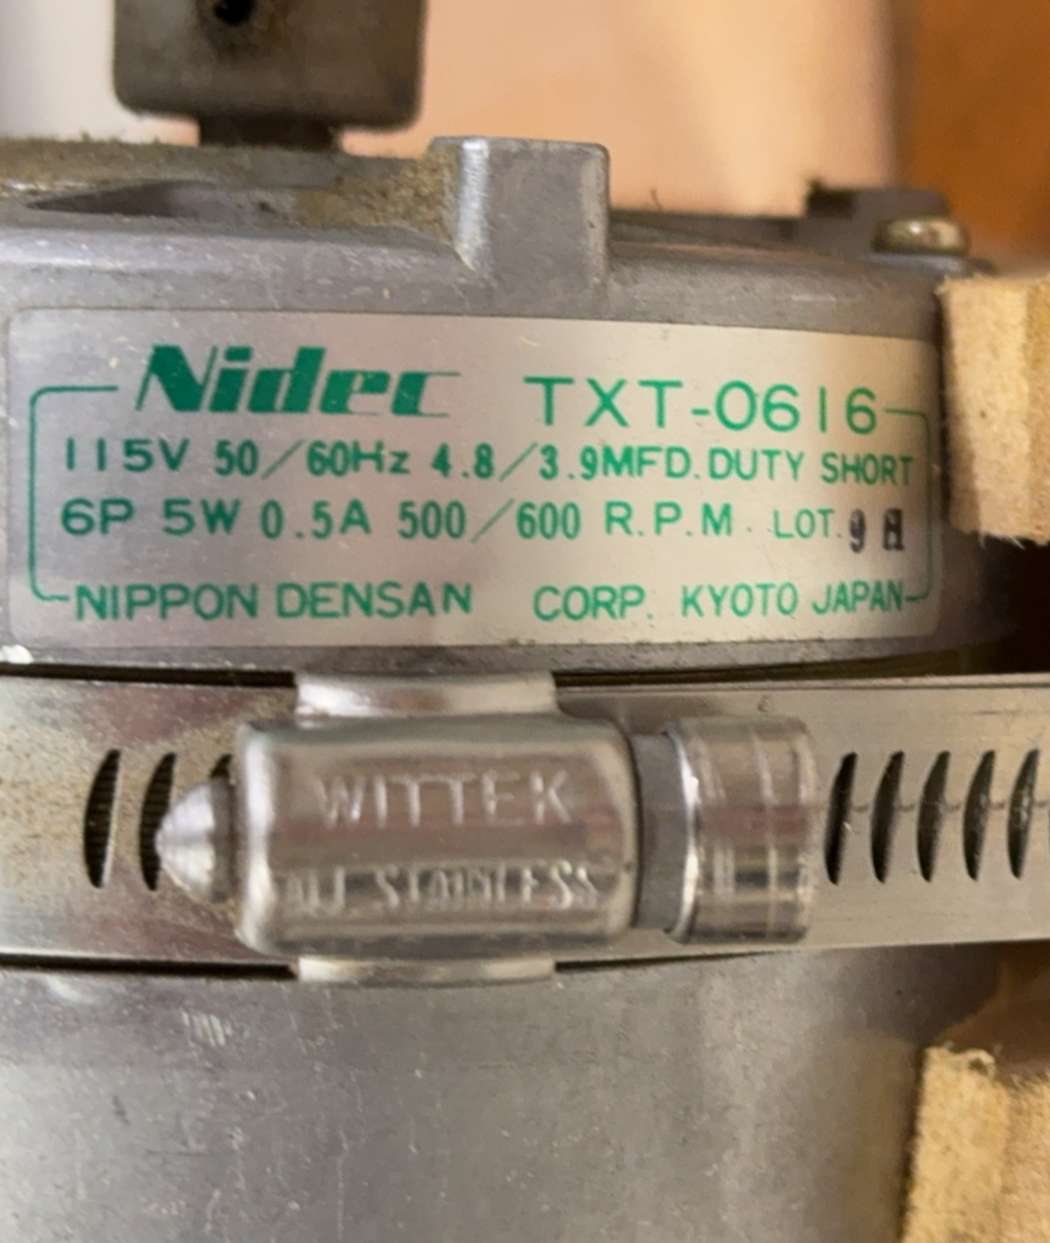 Nidec TXT-0616
115V 50/60Hz 4.8/3.9MFD. DUTY SHORT
6P 5W 0.5A 500/600 R.P.M. LOT. 9 H
NIPPON DENSAN CORP. KYOTO JAPAN
WITTEK
STAINLESS